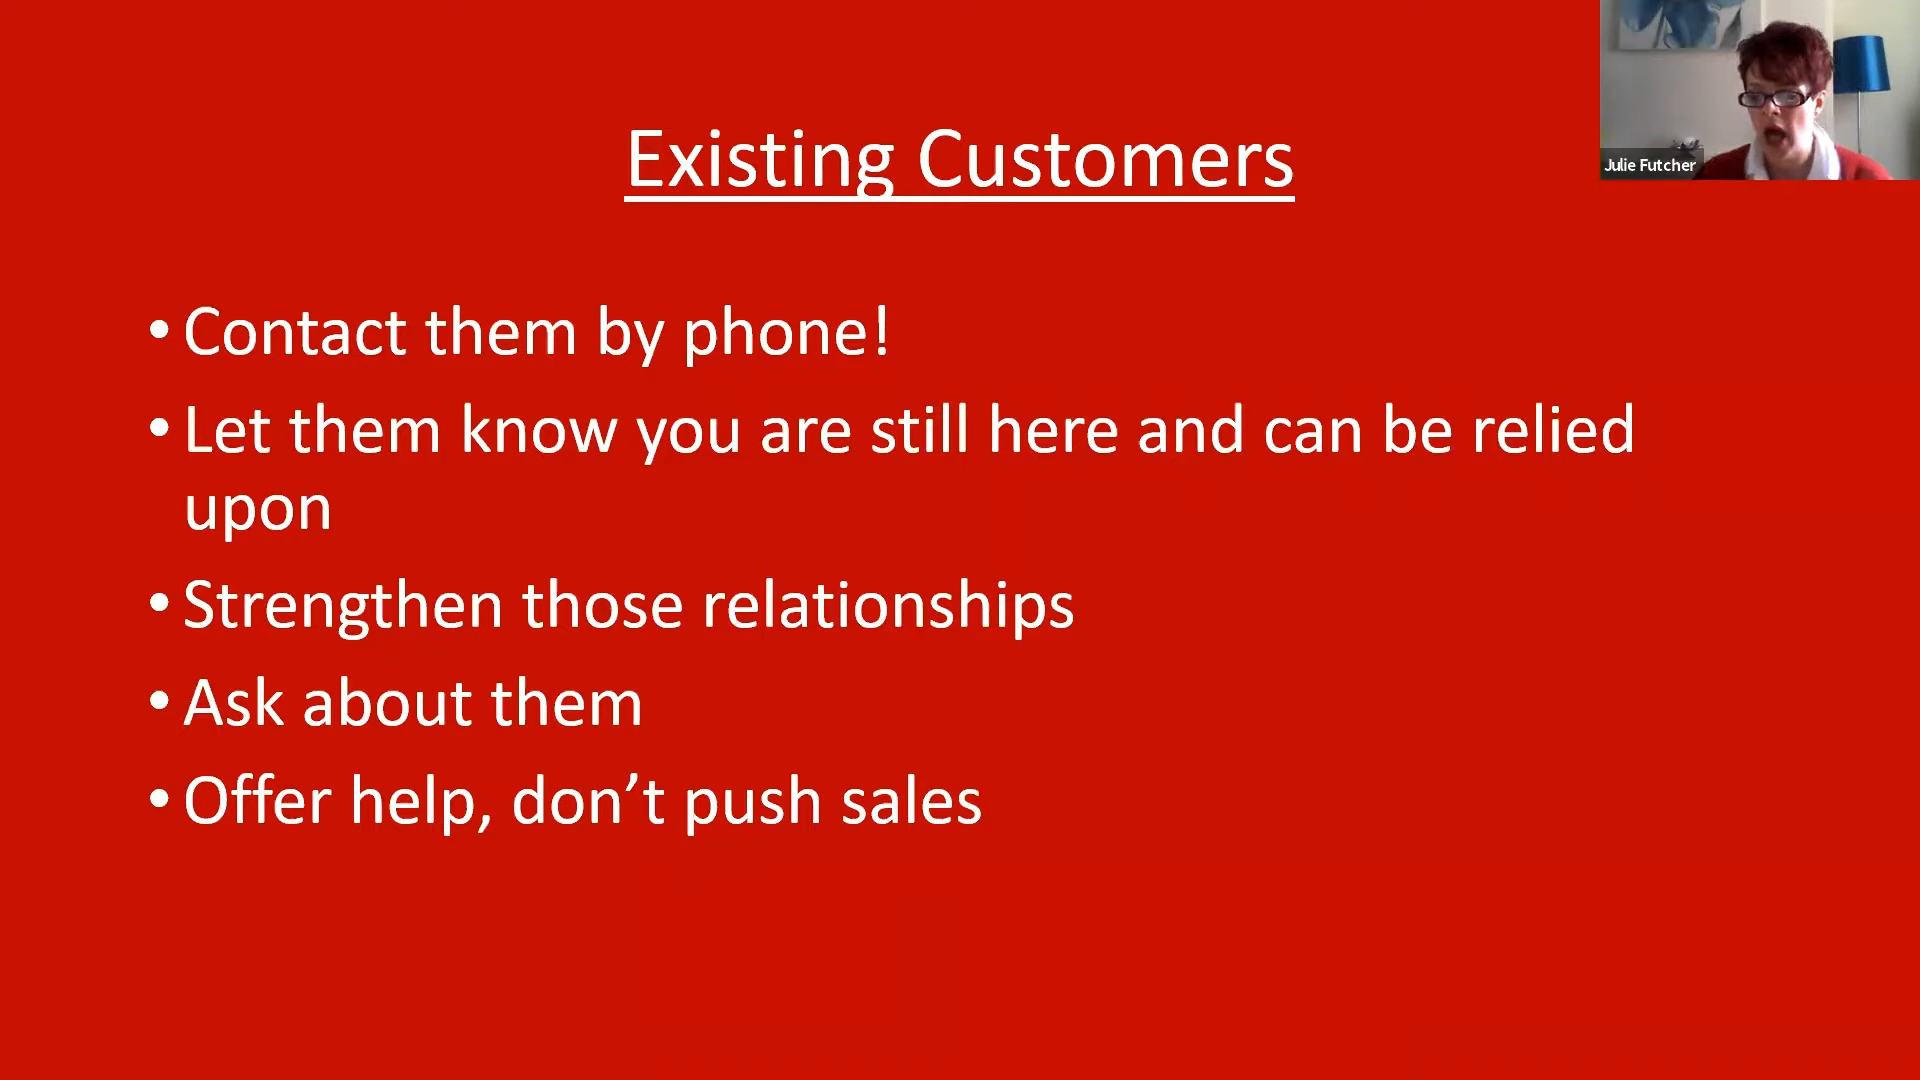 Existing Customers
Julie Futcher
• Contact them by phone!
• Let them know you are still here and can be relied
upon
• Strengthen those relationships
• Ask about them
• Offer help, don’t push sales